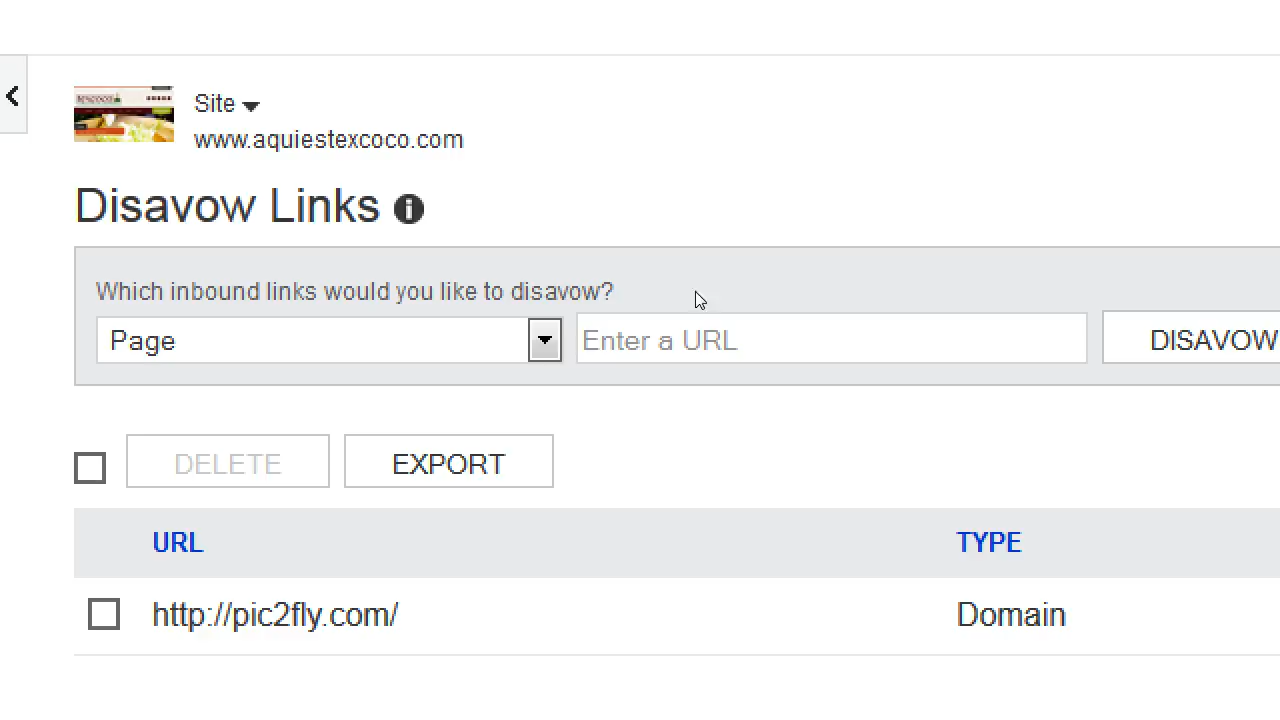 Site
www.aquiestexcoco.com
Disavow Links
Which inbound links would you like to disavow?
Page
Enter a URL
DISAVOW
DELETE
EXPORT
URL
TYPE
http://pic2fly.com/
Domain